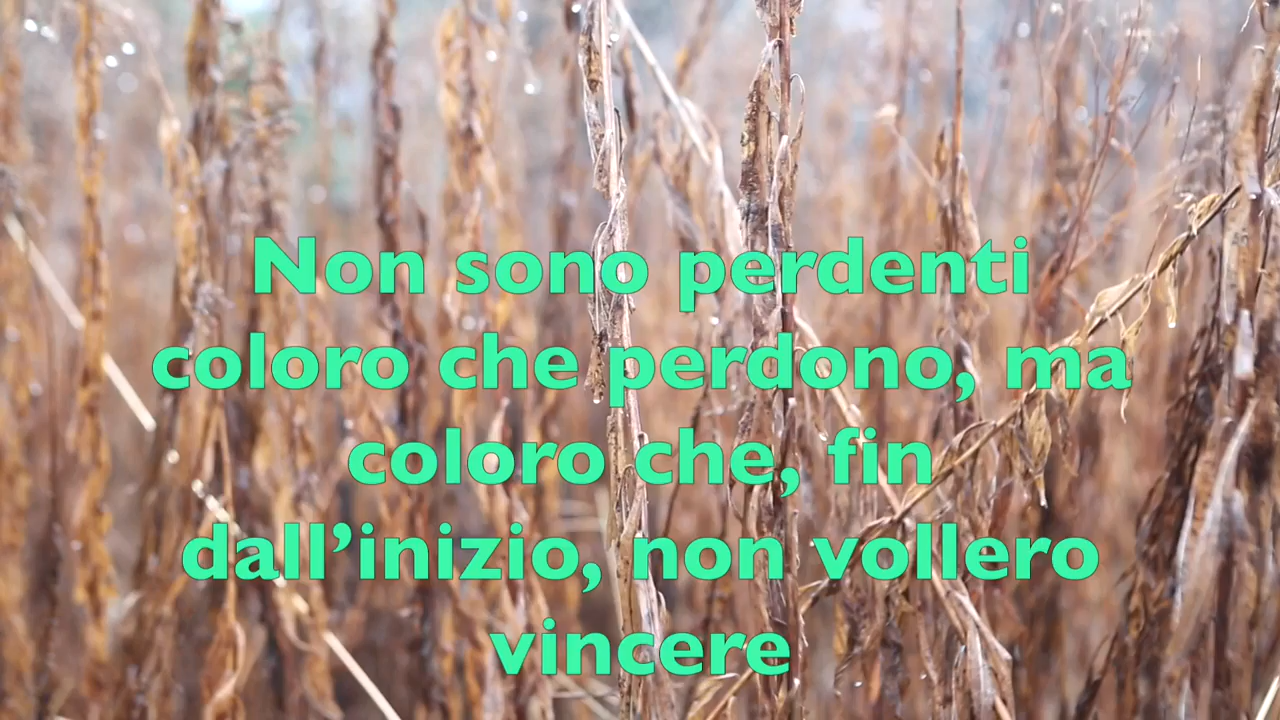 Non sono perdenti
coloro che perdono, ma
coloro che, fin
dall’inizio, non vollero
vincere